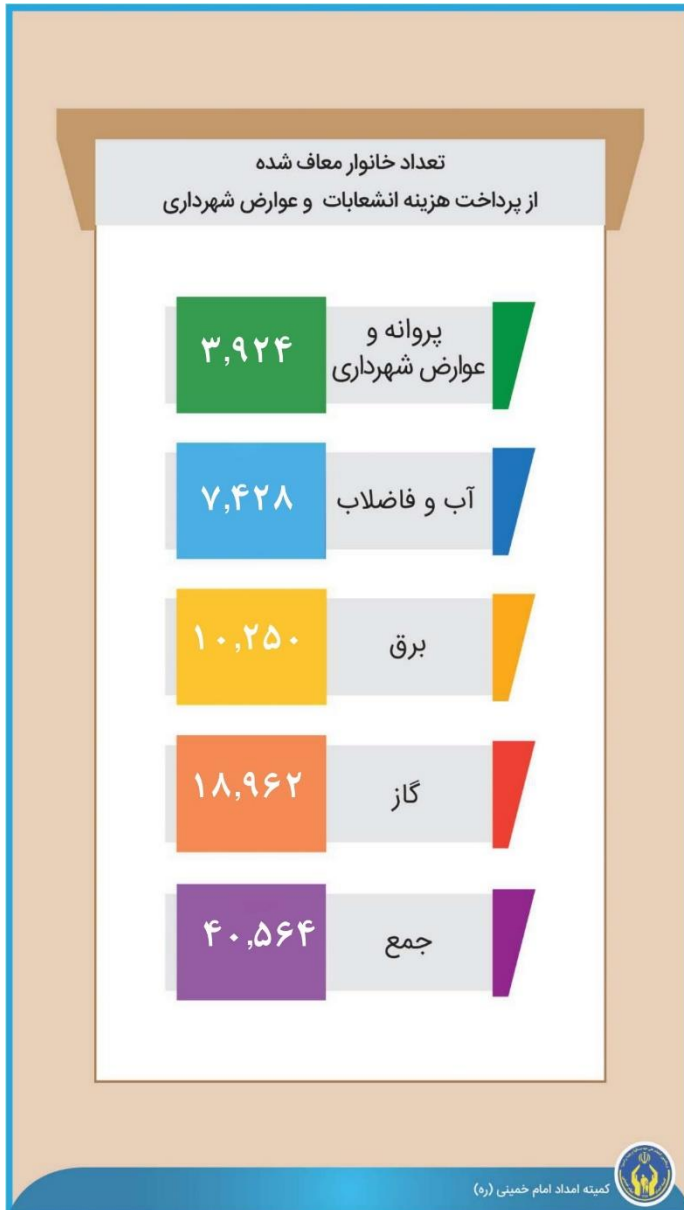 تعداد خانوار معاف شده
از پرداخت هزینه انشعابات و عوارض شهرداری
پروانه و
عوارض شهرداری
۳,۹۲۴
آب و فاضلاب
۷,۴۲۸
برق
۱۰,۲۵۰
گاز
۱۸,۹۶۲
جمع
۴۰,۵۶۴
کمیته امداد امام خمینی (ره)